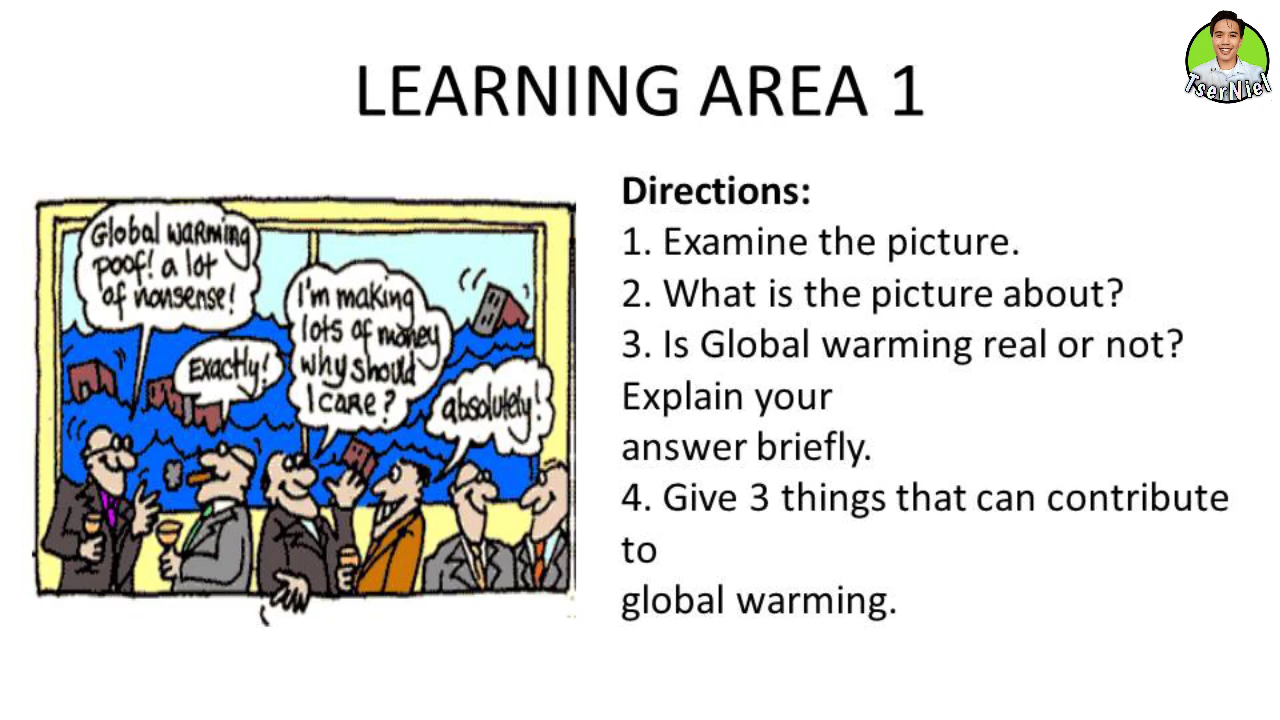 LEARNING AREA 1
TserNiel
Global warming
poof! a lot
of nonsense!
Exactly!
I'm making
lots of money
why should
I care?
absolutely!
Directions:
1. Examine the picture.
2. What is the picture about?
3. Is Global warming real or not?
Explain your
answer briefly.
4. Give 3 things that can contribute
to
global warming.